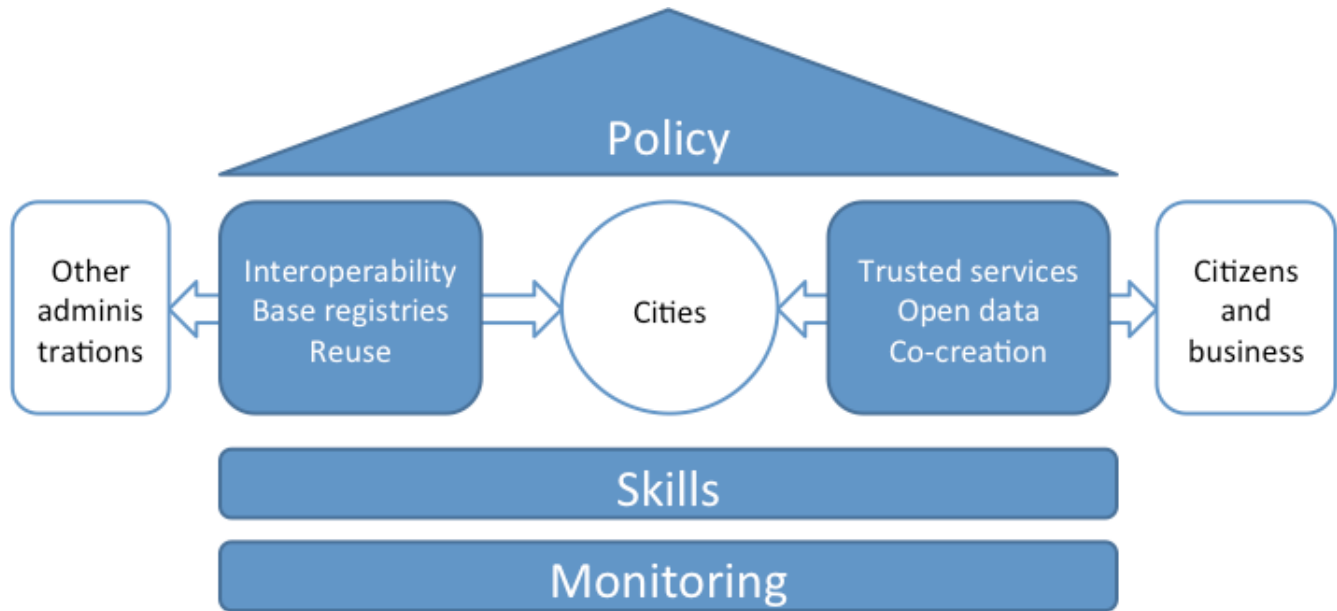 Policy
Other
adminis
trations
Interoperability
Base registries
Reuse
Cities
Trusted services
Open data
Co-creation
Citizens
and
business
Skills
Monitoring